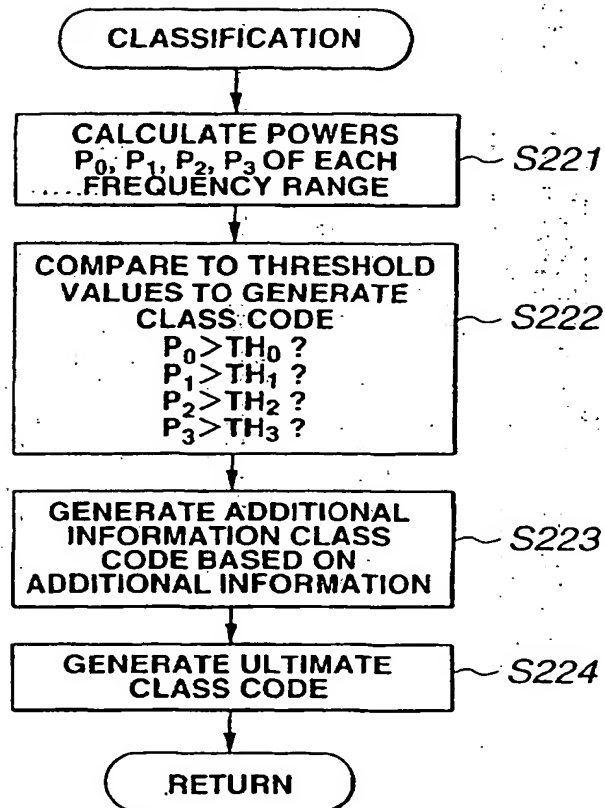 CLASSIFICATION
CALCULATE POWERS
P₀, P₁, P₂, P₃ OF EACH
FREQUENCY RANGE
S221
COMPARE TO THRESHOLD
VALUES TO GENERATE
CLASS CODE
P₀>TH₀ ?
P₁>TH₁ ?
P₂>TH₂ ?
P₃>TH₃ ?
S222
GENERATE ADDITIONAL
INFORMATION CLASS
CODE BASED ON
ADDITIONAL INFORMATION
S223
GENERATE ULTIMATE
CLASS CODE
S224
RETURN